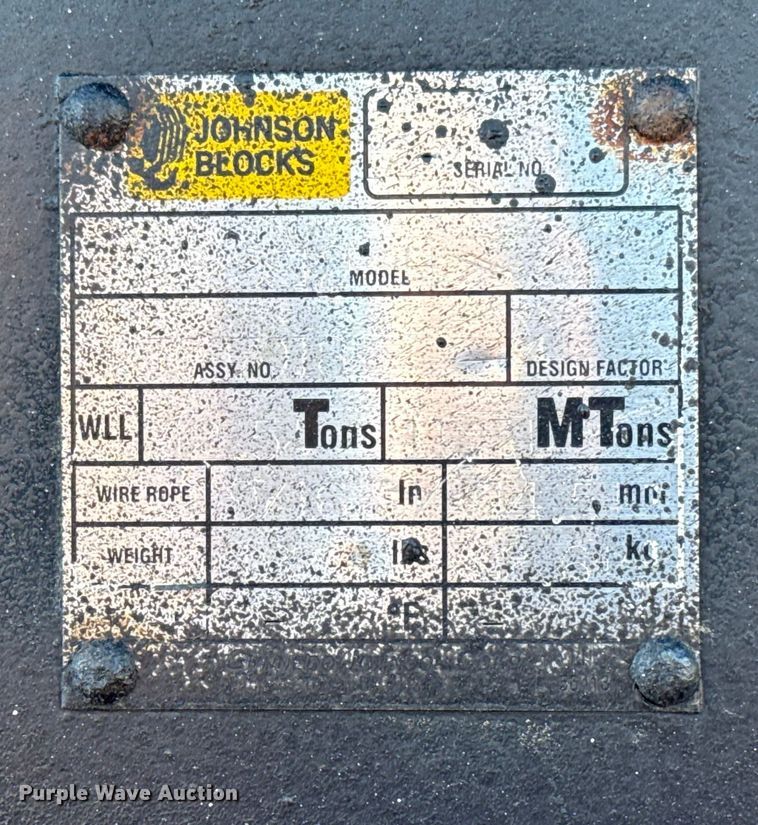 JOHNSON
BLOCKS
SERIAL NO.
MODEL
ASSY. NO.
DESIGN FACTOR
WLL
Tons
MTons
WIRE ROPE
In
mm
WEIGHT
lbs
kg
°F
Purple Wave Auction